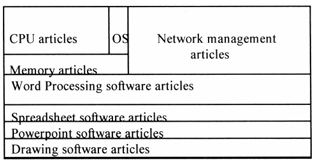 CPU articles
OS
Network management
articles
Memory articles
Word Processing software articles
Spreadsheet software articles
Powerpoint software articles
Drawing software articles